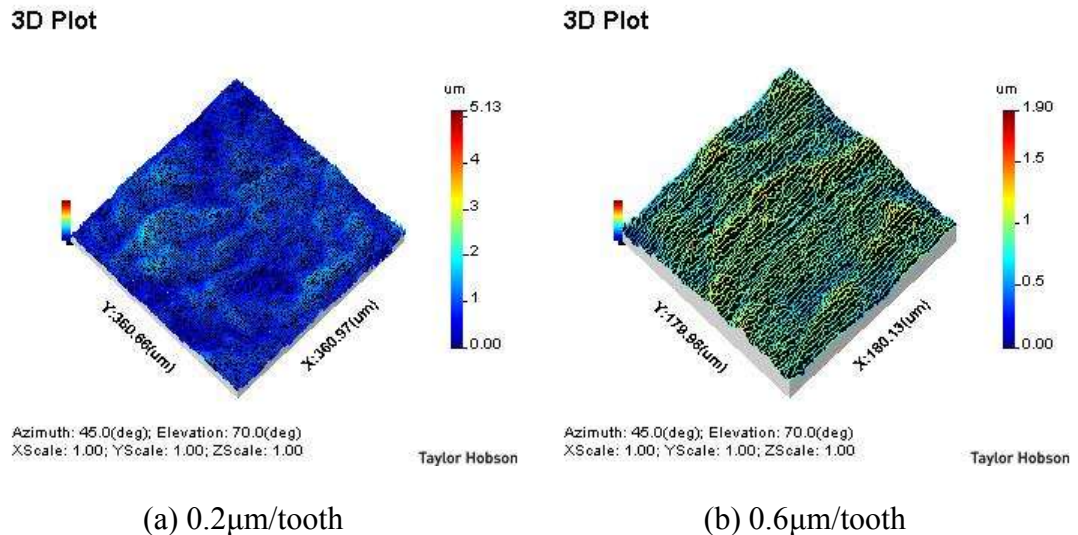 3D Plot
um
5.13
4
3
2
1
0.00
Y:360.66(um)
X:360.97(um)
Azimuth: 45.0(deg); Elevation: 70.0(deg)
XScale: 1.00; YScale: 1.00; ZScale: 1.00
Taylor Hobson
(a) 0.2μm/tooth
3D Plot
um
1.90
1.5
1
0.5
0.00
Y:179.96(um)
X:180.13(um)
Azimuth: 45.0(deg); Elevation: 70.0(deg)
XScale: 1.00; YScale: 1.00; ZScale: 1.00
Taylor Hobson
(b) 0.6μm/tooth